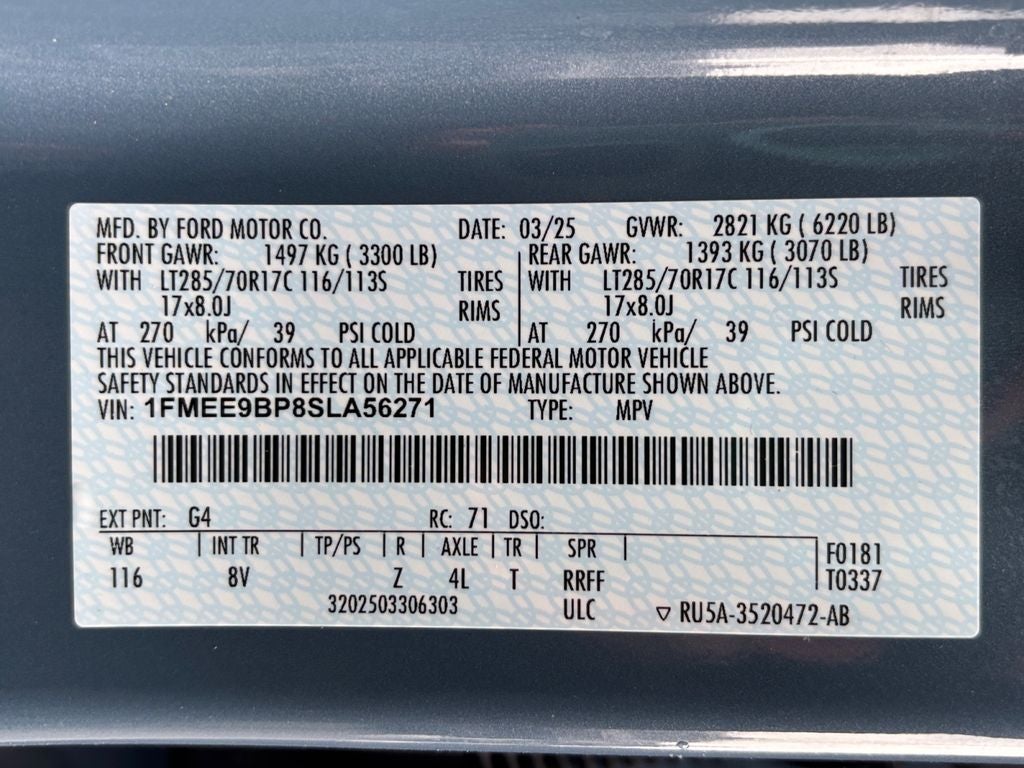 MFD. BY FORD MOTOR CO. DATE: 03/25 GVWR: 2821 KG ( 6220 LB)
FRONT GAWR: 1497 KG ( 3300 LB) REAR GAWR: 1393 KG ( 3070 LB)
WITH LT285/70R17C 116/113S TIRES WITH LT285/70R17C 116/113S TIRES
17x8.0J RIMS 17x8.0J RIMS
AT 270 kPa/ 39 PSI COLD AT 270 kPa/ 39 PSI COLD
THIS VEHICLE CONFORMS TO ALL APPLICABLE FEDERAL MOTOR VEHICLE
SAFETY STANDARDS IN EFFECT ON THE DATE OF MANUFACTURE SHOWN ABOVE.
VIN: 1FMEE9BP8SLA56271 TYPE: MPV
EXT PNT: G4 RC: 71 DSO:
WB | INT TR | TP/PS | R | AXLE | TR | SPR | F0181
116 8V Z 4L T RRFF T0337
3202503306303 ULC ▽ RU5A-3520472-AB